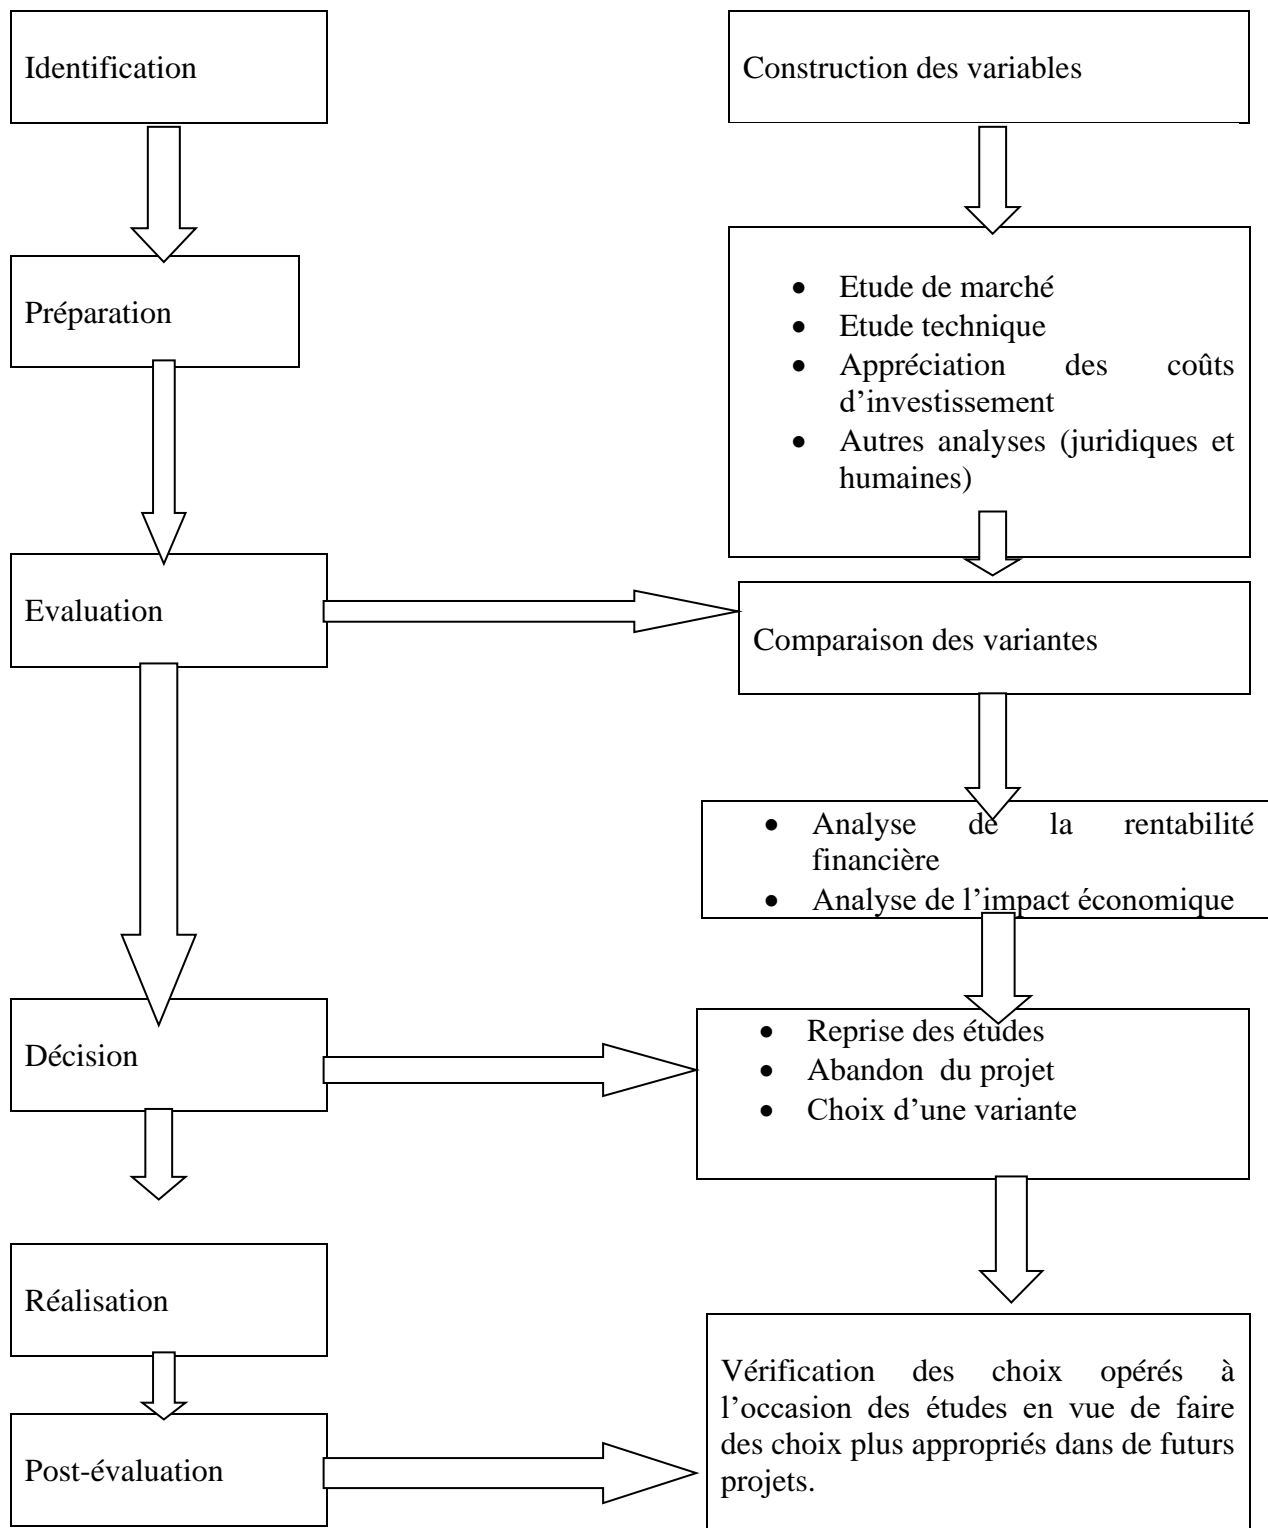 Identification
Construction des variables
Préparation
• Etude de marché
• Etude technique
• Appréciation des coûts
d’investissement
• Autres analyses (juridiques et
humaines)
Evaluation
Comparaison des variantes
• Analyse de la rentabilité
financière
• Analyse de l’impact économique
Décision
• Reprise des études
• Abandon du projet
• Choix d’une variante
Réalisation
Post-évaluation
Vérification des choix opérés à
l’occasion des études en vue de faire
des choix plus appropriés dans de futurs
projets.